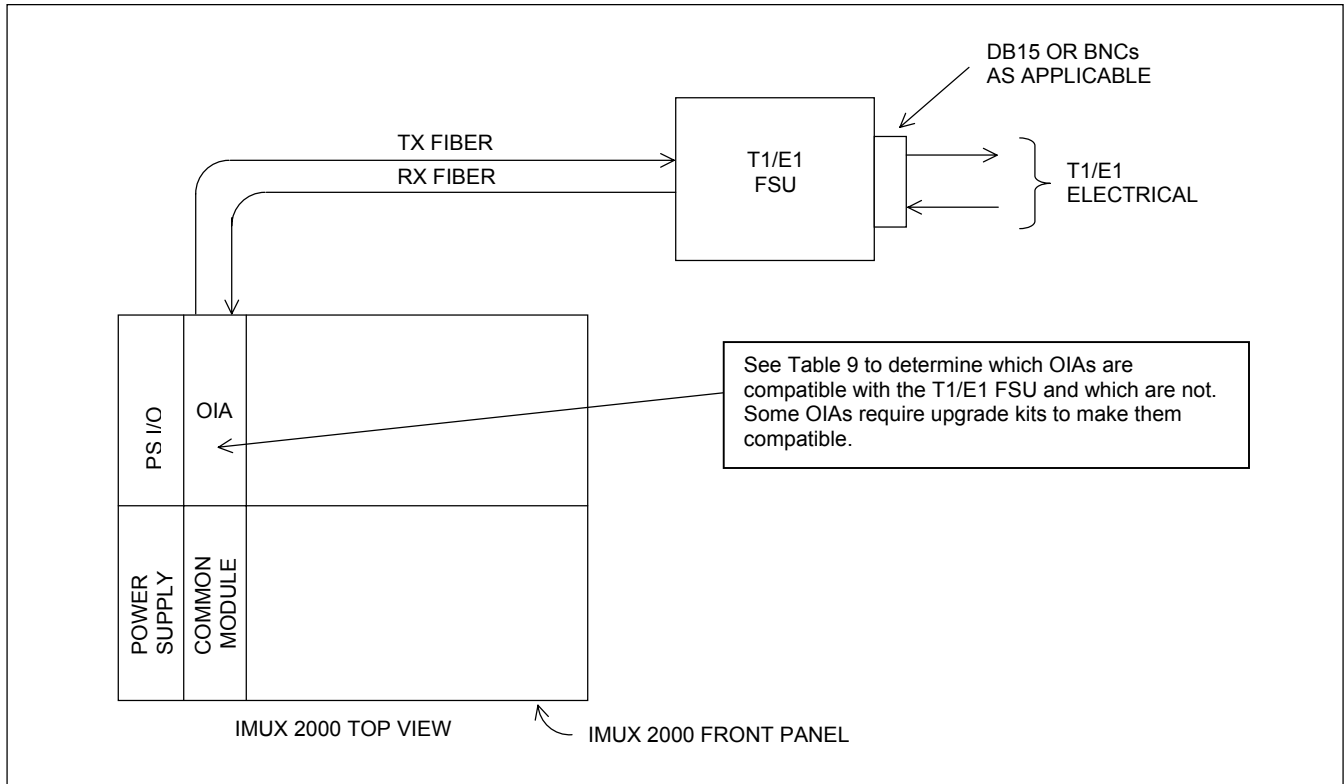 DB15 OR BNCs
AS APPLICABLE
TX FIBER
RX FIBER
T1/E1
FSU
T1/E1
ELECTRICAL
PS I/O
OIA
See Table 9 to determine which OIAs are
compatible with the T1/E1 FSU and which are not.
Some OIAs require upgrade kits to make them
compatible.
POWER
SUPPLY
COMMON
MODULE
IMUX 2000 TOP VIEW
IMUX 2000 FRONT PANEL